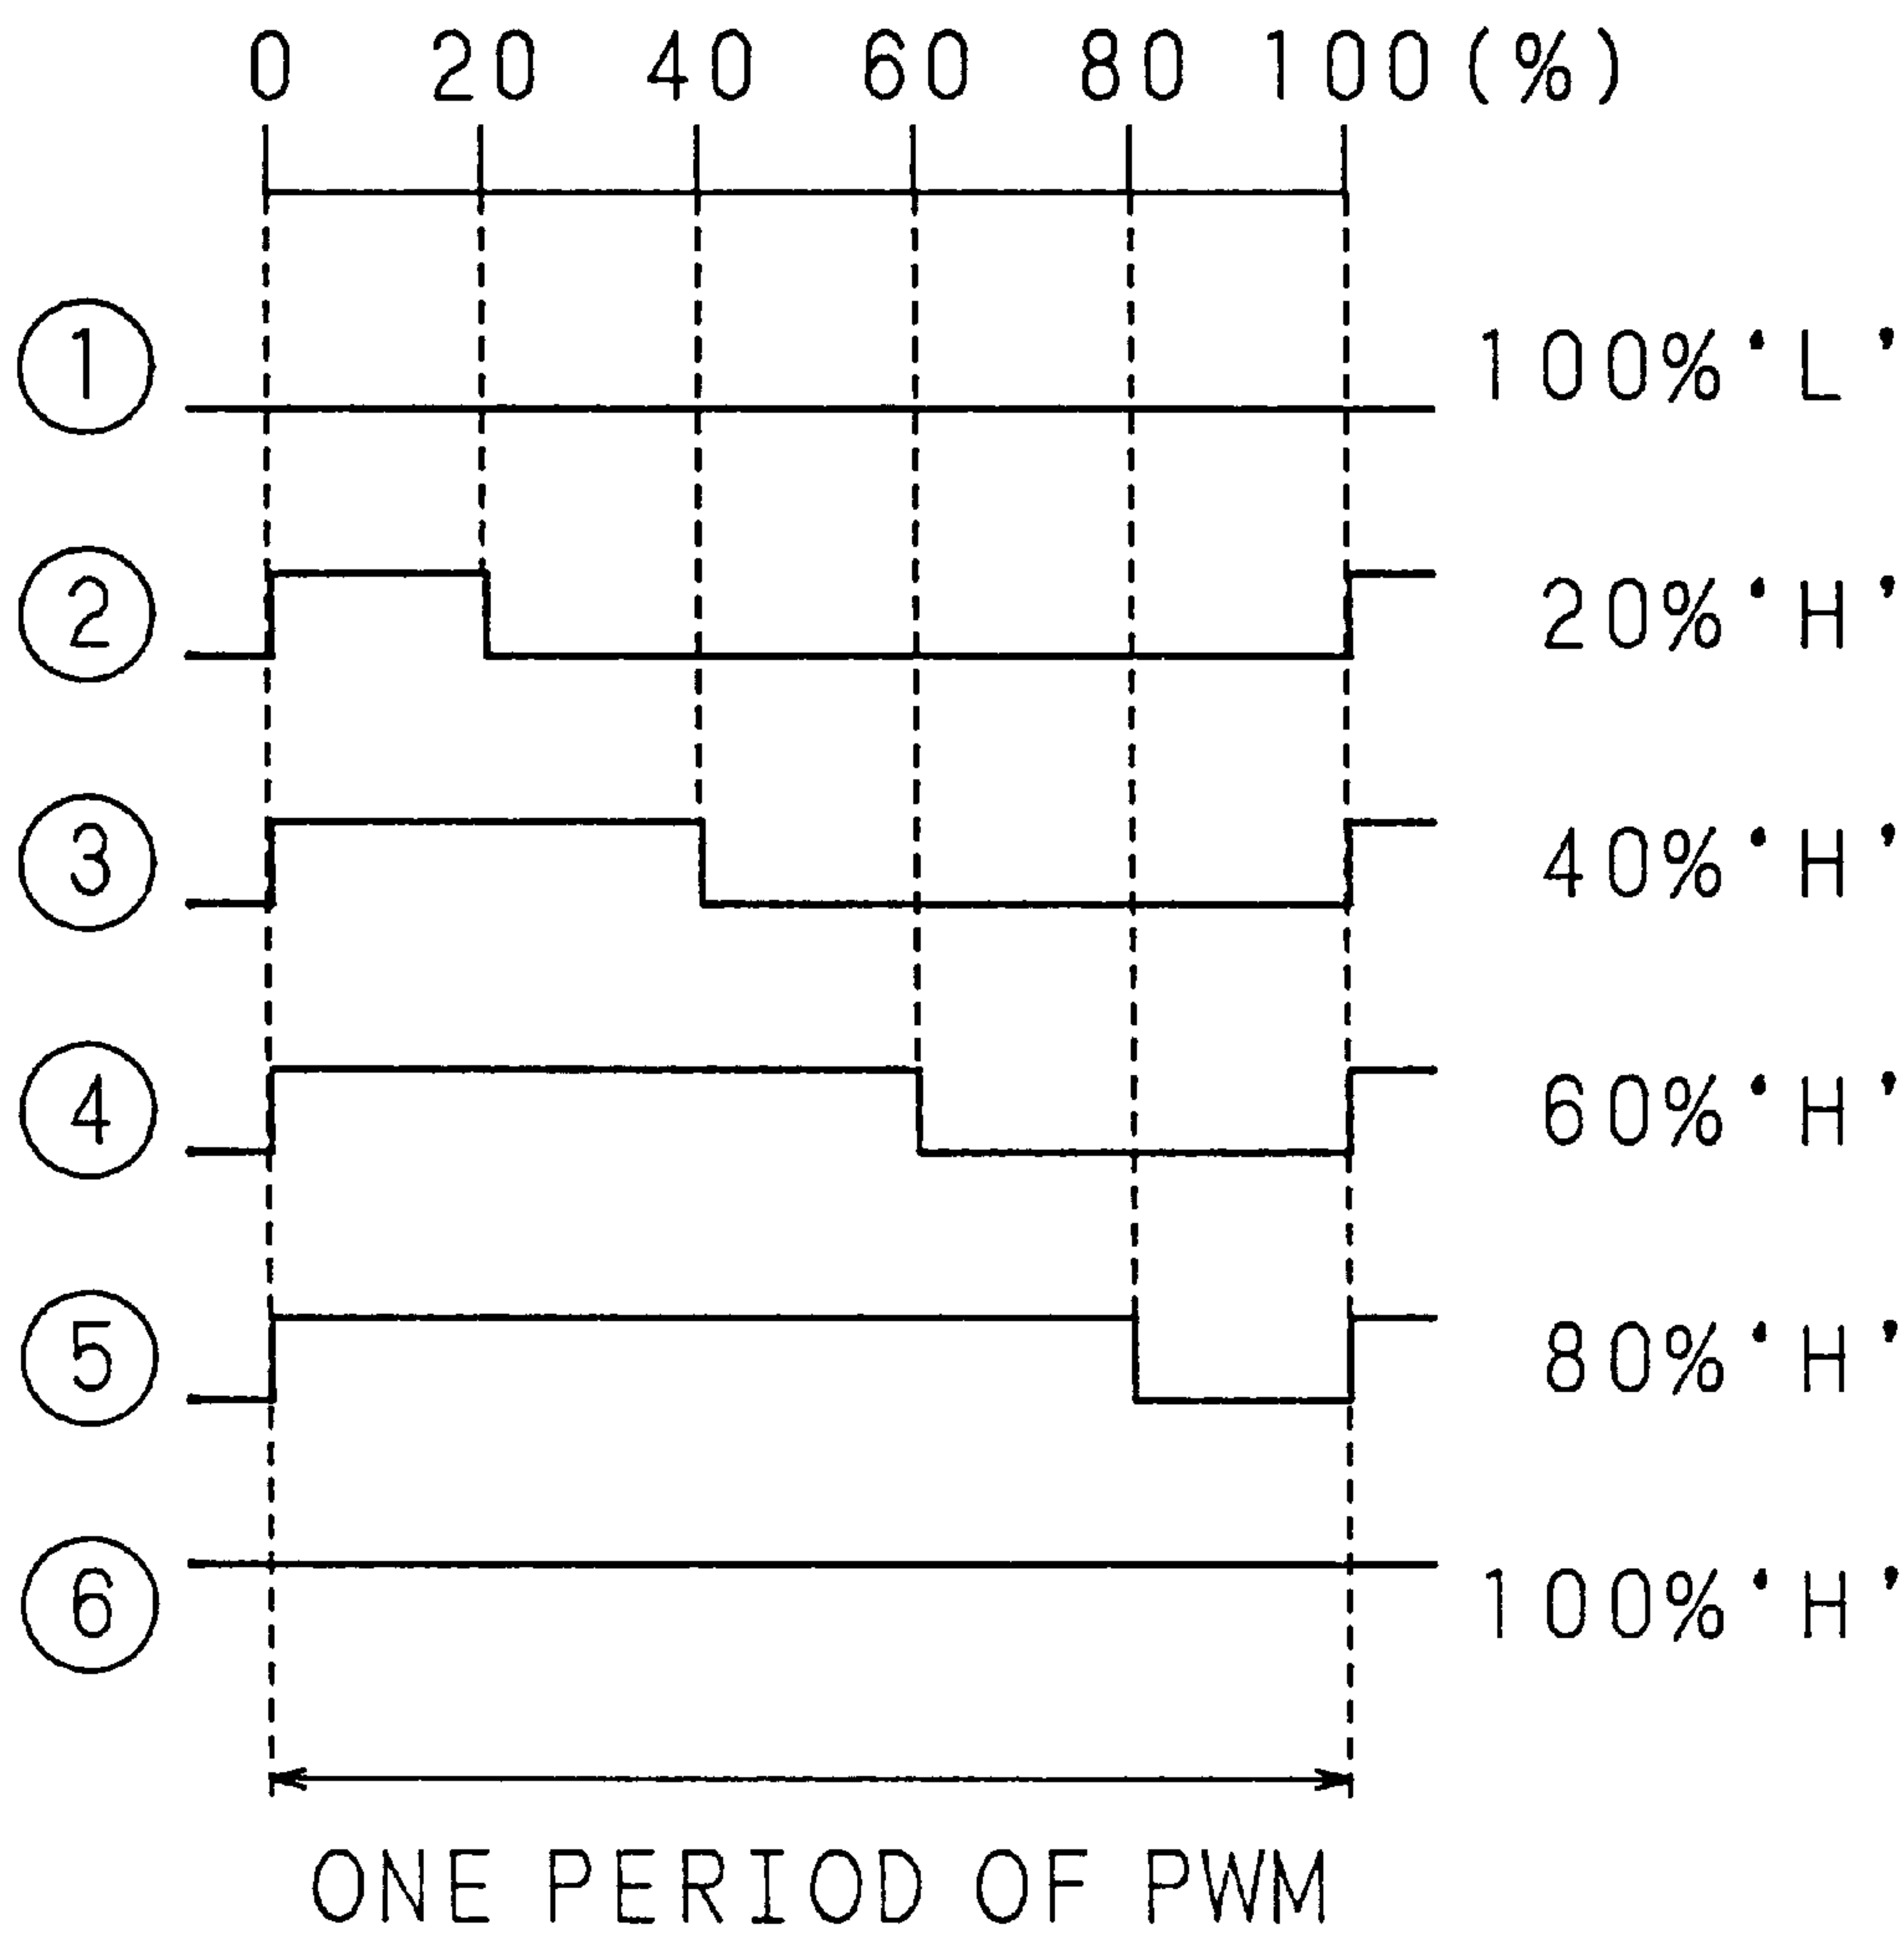 0 20 40 60 80 100(%)
① 100%‘L’
② 20%‘H’
③ 40%‘H’
④ 60%‘H’
⑤ 80%‘H’
⑥ 100%‘H’
ONE PERIOD OF PWM